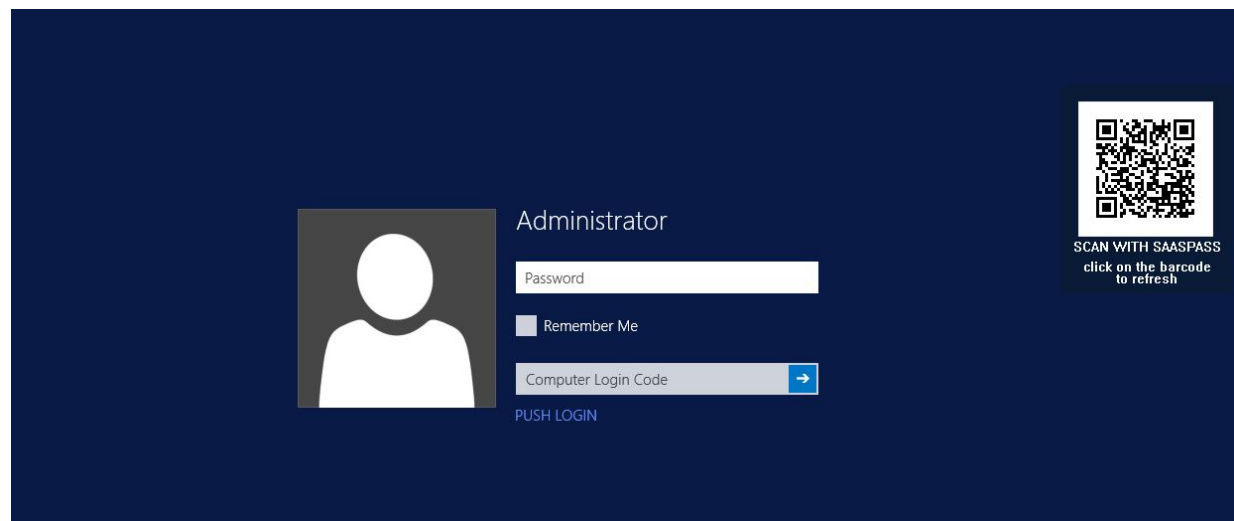 Administrator
Password
Remember Me
Computer Login Code
PUSH LOGIN
SCAN WITH SAASPASS
click on the barcode
to refresh